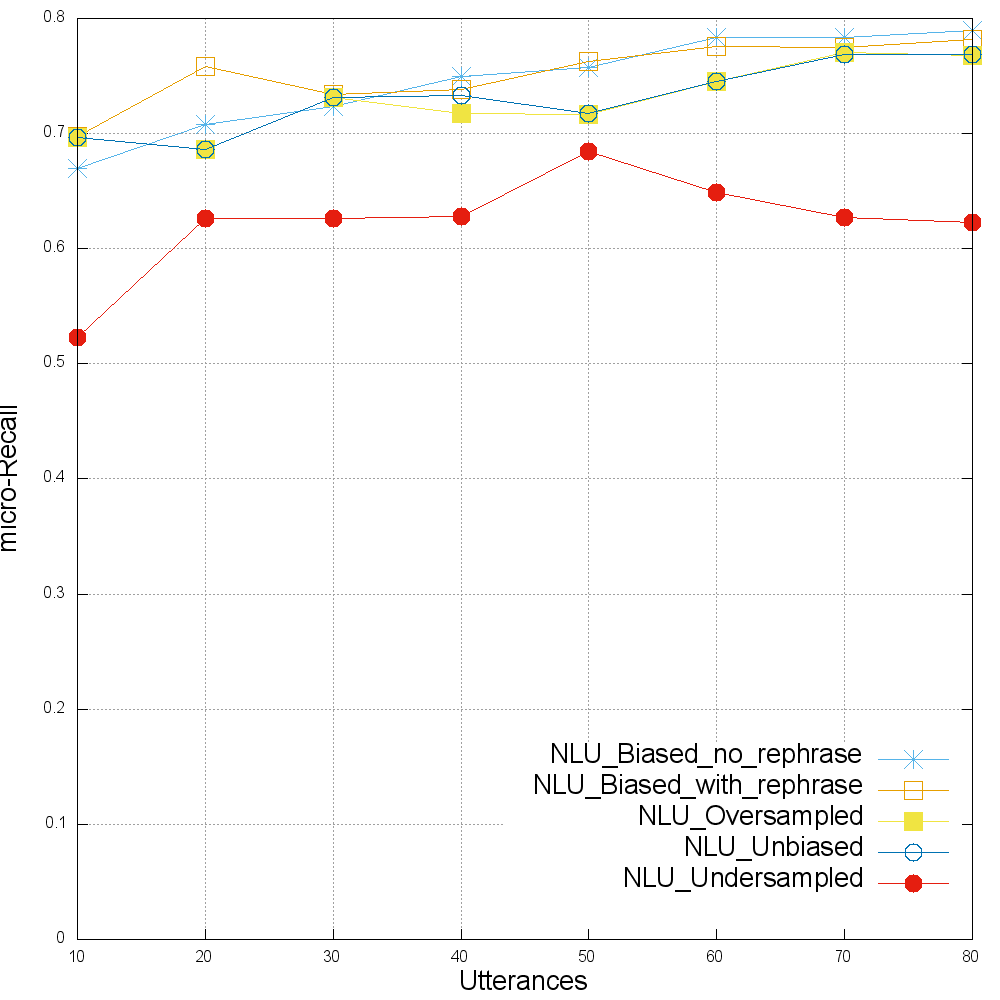 0.8
0.7
0.6
0.5
0.4
0.3
0.2
0.1
0
micro-Recall
NLU_Biased_no_rephrase
NLU_Biased_with_rephrase
NLU_Oversampled
NLU_Unbiased
NLU_Undersampled
10 20 30 40 50 60 70 80
Utterances